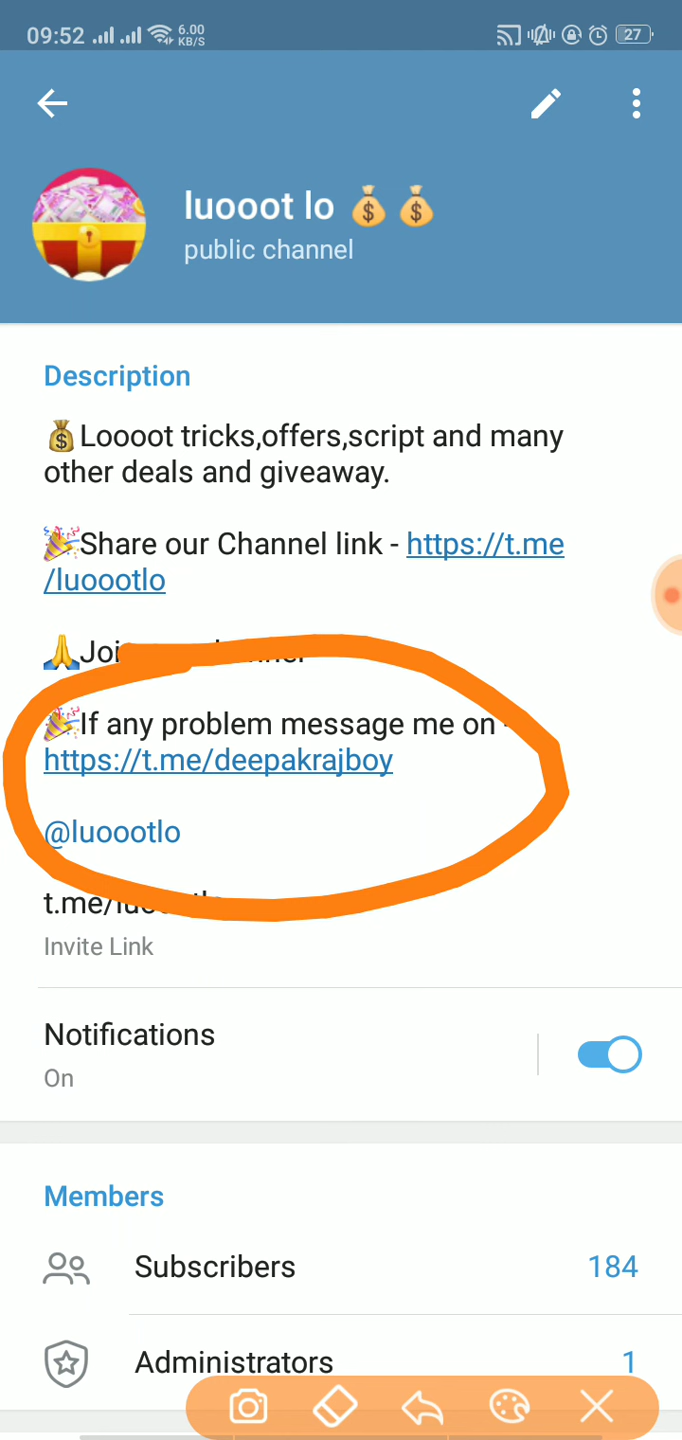 09:52 6.00 KB/S 27
luooot lo 💰 💰
public channel
Description
💰Loooot tricks,offers,script and many
other deals and giveaway.
🎉Share our Channel link - https://t.me
/luoootlo
🙏
🎉If any problem message me on -
https://t.me/deepakrajboy
@luoootlo
Invite Link
Notifications
On
Members
Subscribers 184
Administrators 1